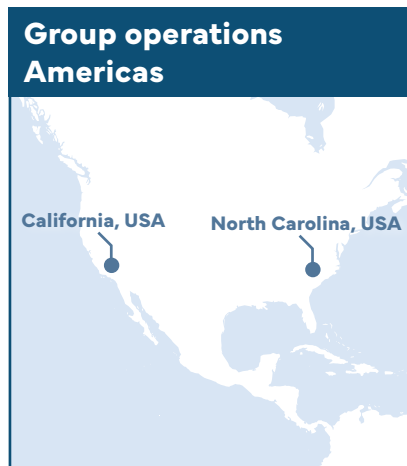 Group operations
Americas
California, USA
North Carolina, USA